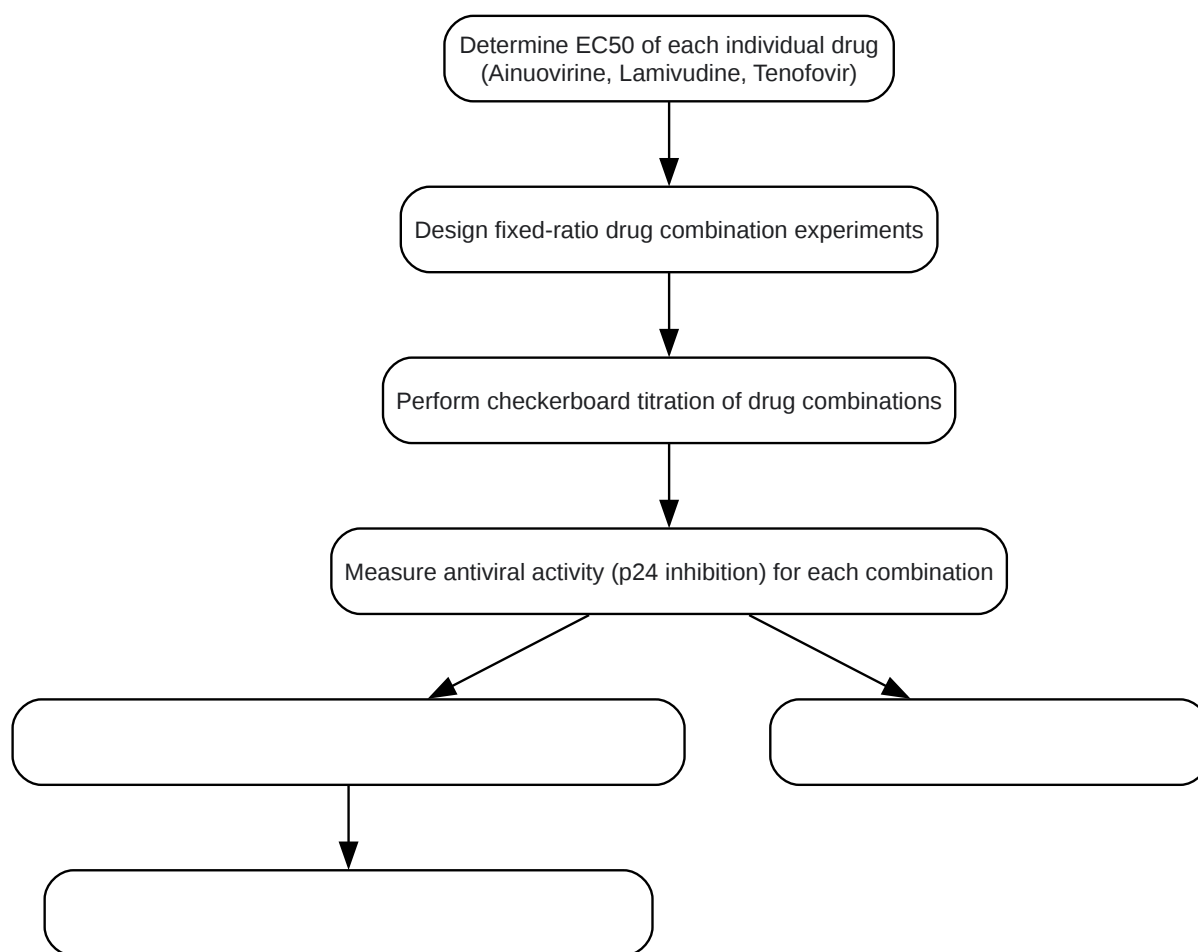 Determine EC50 of each individual drug
(Ainuovirine, Lamivudine, Tenofovir)
Design fixed-ratio drug combination experiments
Perform checkerboard titration of drug combinations
Measure antiviral activity (p24 inhibition) for each combination